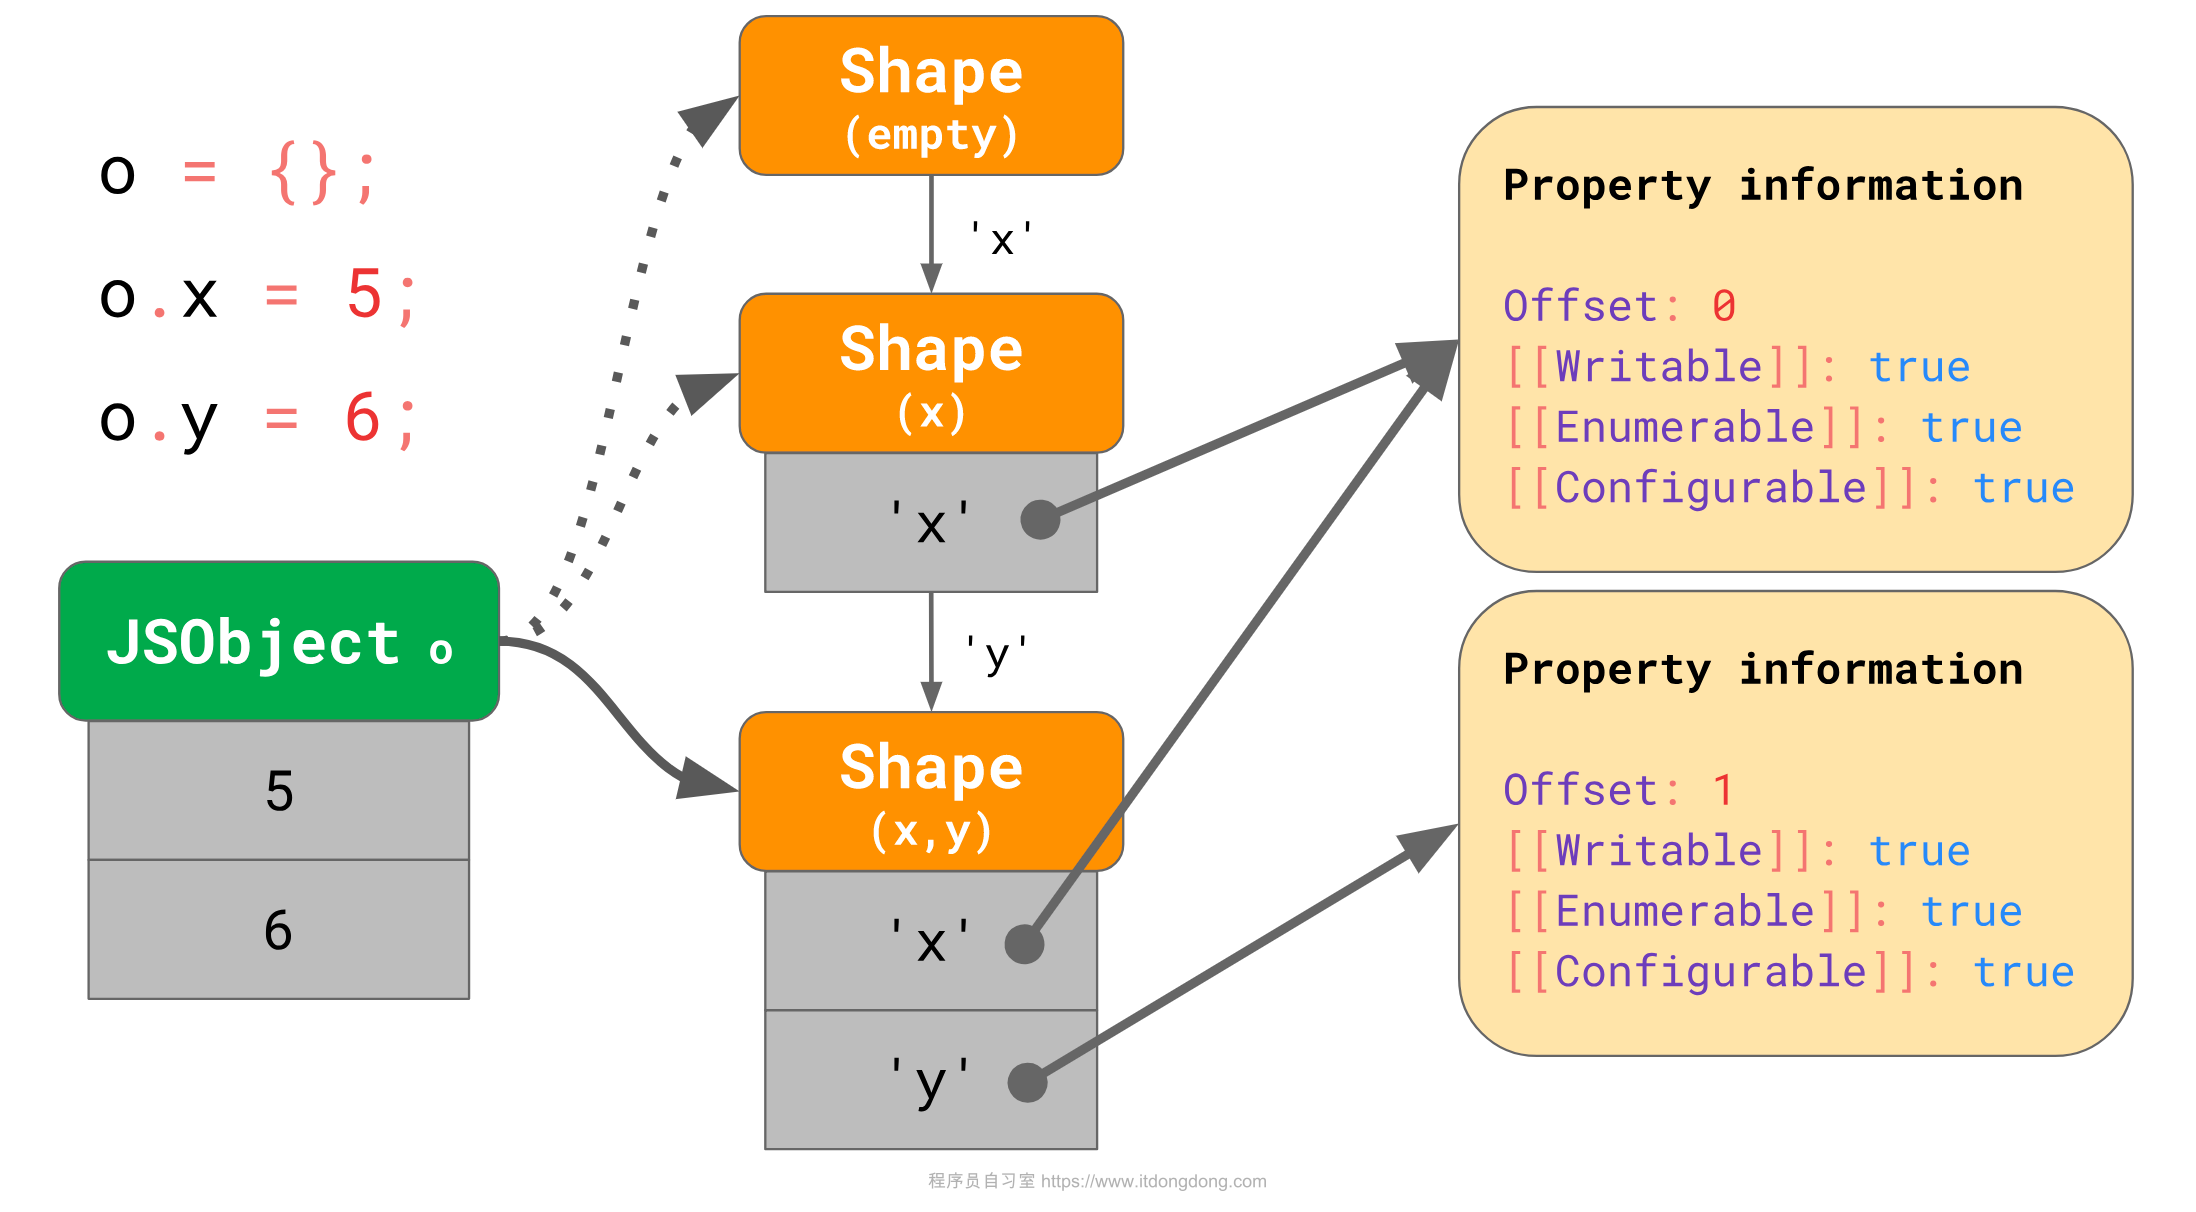 o = {};
o.x = 5;
o.y = 6;
JSObject o
5
6
Shape
(empty)
'x'
Shape
(x)
'x'
'y'
Shape
(x,y)
'x'
'y'
Property information
Offset: 0
[[Writable]]: true
[[Enumerable]]: true
[[Configurable]]: true
Property information
Offset: 1
[[Writable]]: true
[[Enumerable]]: true
[[Configurable]]: true
程序员自习室 https://www.itdongdong.com